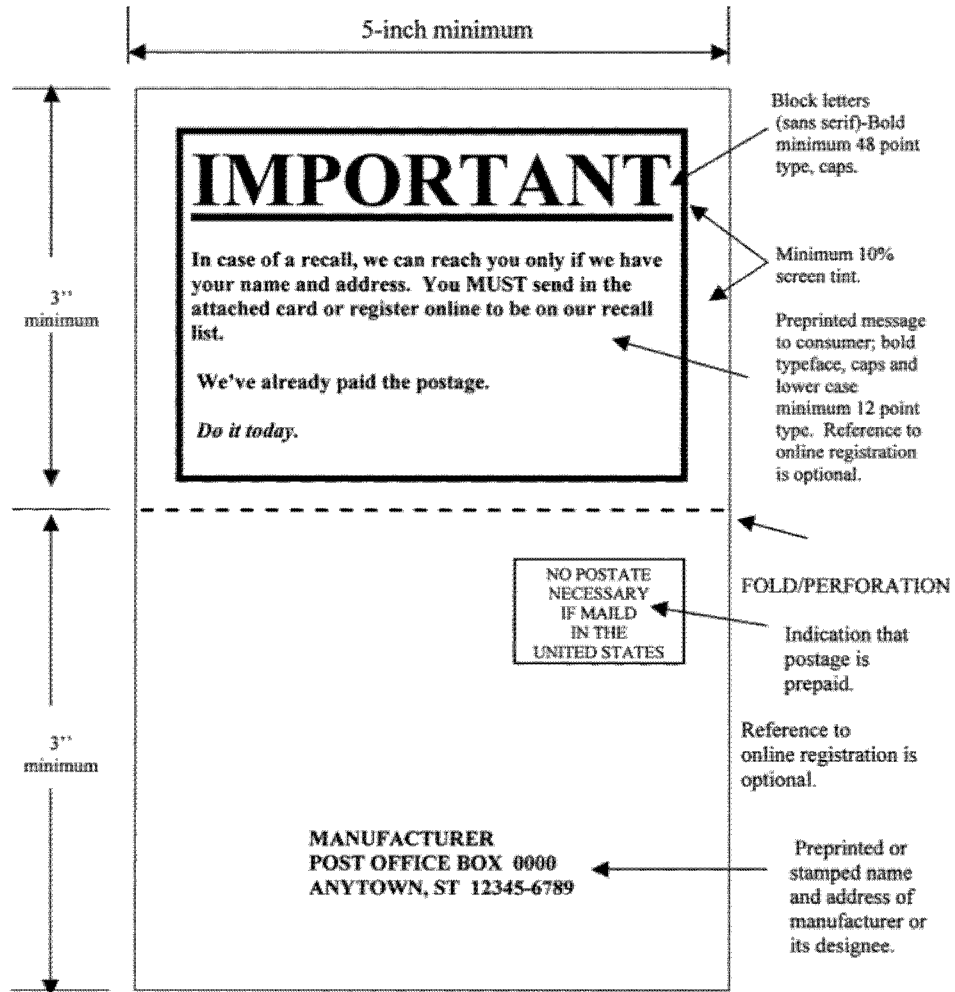 5-inch minimum
Block letters
(sans serif)-Bold
minimum 48 point
type, caps.
IMPORTANT
Minimum 10%
screen tint.
In case of a recall, we can reach you only if we have
your name and address. You MUST send in the
attached card or register online to be on our recall
list.
We've already paid the postage.
Do it today.
3''
minimum
Preprinted message
to consumer; bold
typeface, caps and
lower case
minimum 12 point
type. Reference to
online registration
is optional.
FOLD/PERFORATION
NO POSTATE
NECESSARY
IF MAILD
IN THE
UNITED STATES
Indication that
postage is
prepaid.
3''
minimum
Reference to
online registration is
optional.
MANUFACTURER
POST OFFICE BOX 0000
ANYTOWN, ST 12345-6789
Preprinted or
stamped name
and address of
manufacturer or
its designee.